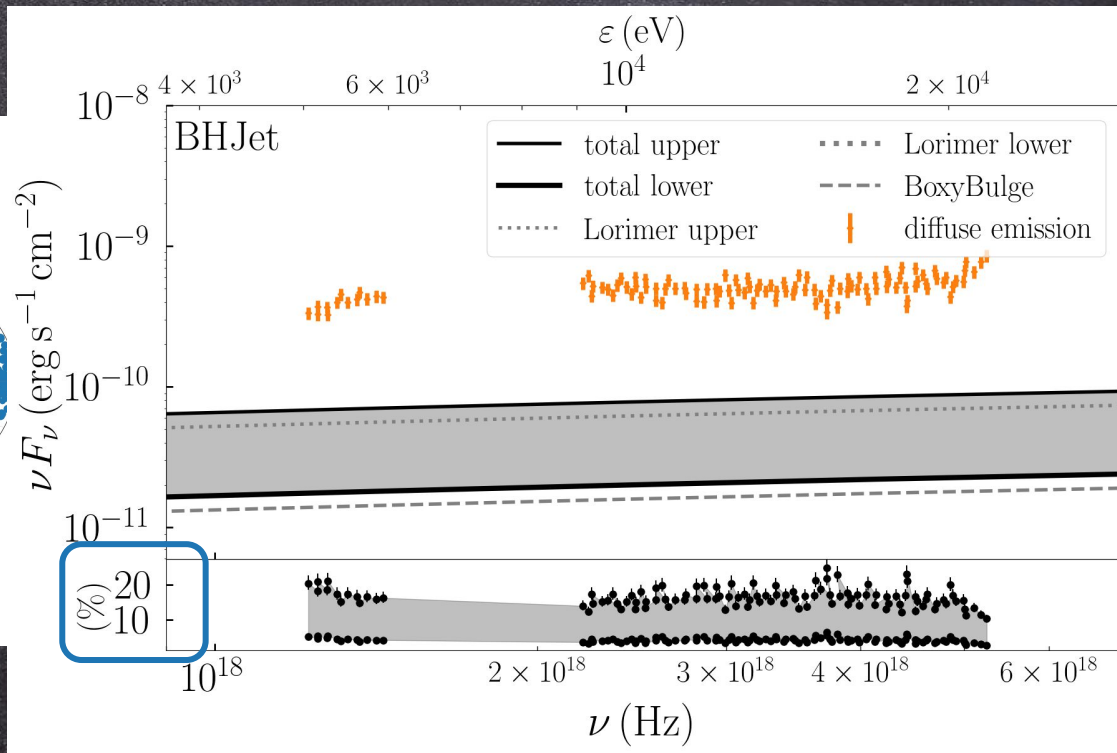 ε (eV)
4 × 10³ 6 × 10³ 10⁴ 2 × 10⁴
BHJet
total upper
total lower
Lorimer upper
Lorimer lower
BoxyBulge
diffuse emission
10⁻⁸
10⁻⁹
10⁻¹⁰
10⁻¹¹
νF_ν (erg s⁻¹ cm⁻²)
20
10
(%)
10¹⁸ 2 × 10¹⁸ 3 × 10¹⁸ 4 × 10¹⁸ 6 × 10¹⁸
ν (Hz)